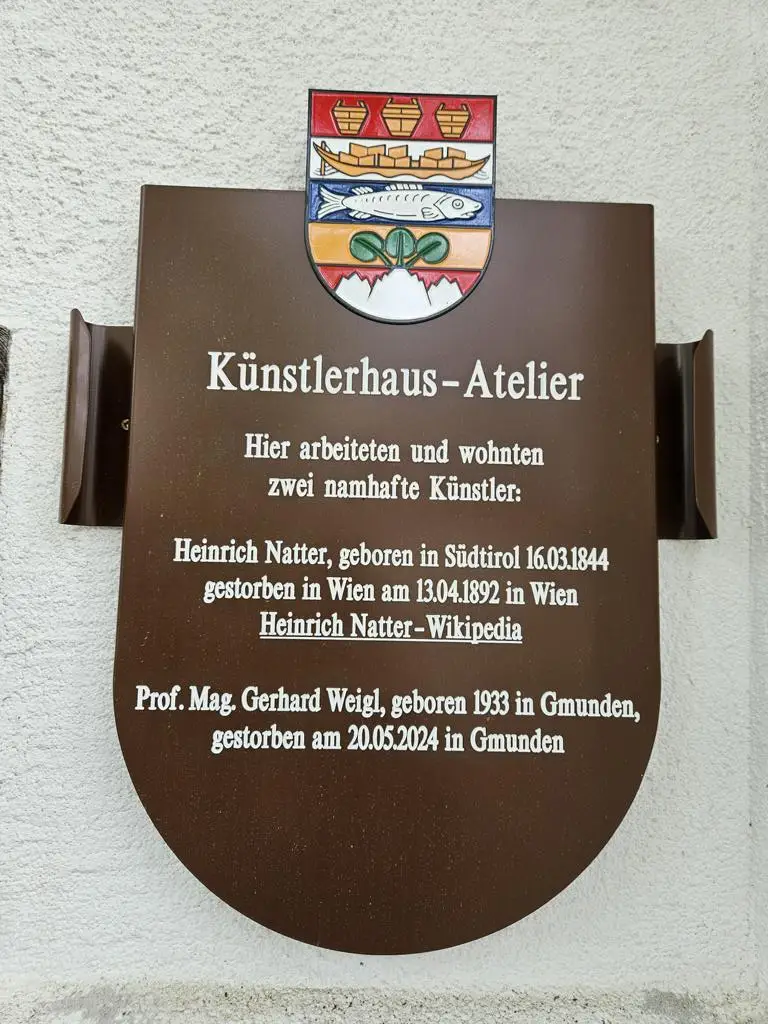 Künstlerhaus-Atelier
Hier arbeiteten und wohnten
zwei namhafte Künstler:
Heinrich Natter, geboren in Südtirol 16.03.1844
gestorben in Wien am 13.04.1892 in Wien
Heinrich Natter-Wikipedia
Prof. Mag. Gerhard Weigl, geboren 1933 in Gmunden,
gestorben am 20.05.2024 in Gmunden